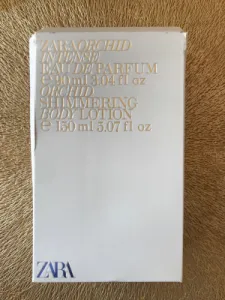 ZARA ORCHID
INTENSE
EAU DE PARFUM
e 90 ml 3.04 fl oz
ORCHID
SHIMMERING
BODY LOTION
e 150 ml 5.07 fl oz
ZARA